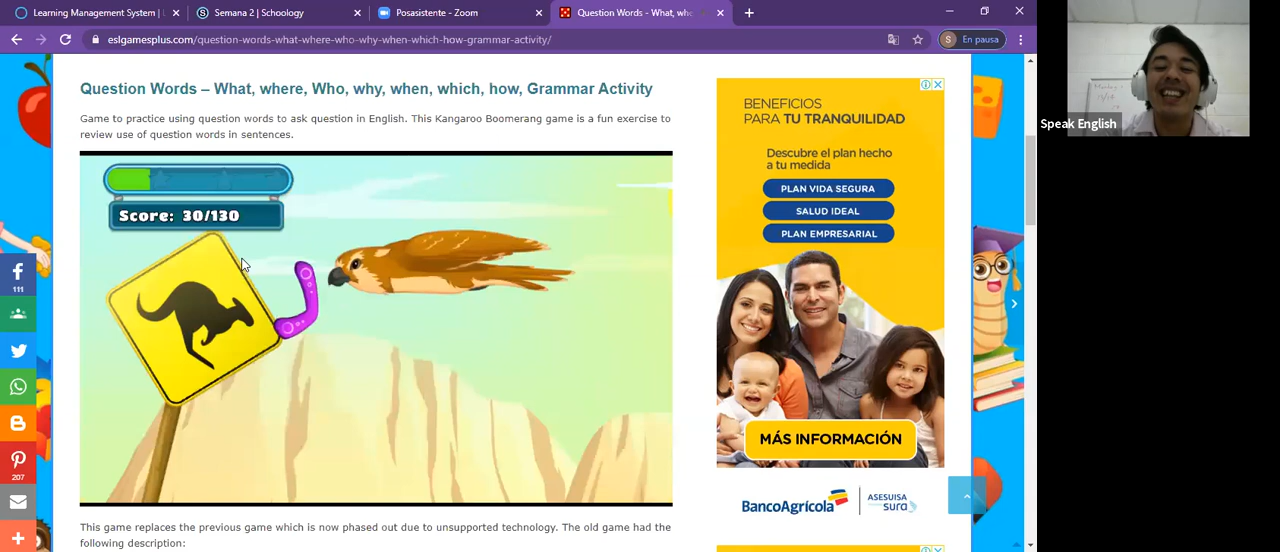 Learning Management System | L
Semana 2 | Schoology
Posasistente - Zoom
Question Words - What, who
eslgamesplus.com/question-words-what-where-who-why-when-which-how-grammar-activity/
S
En pausa
Question Words – What, where, Who, why, when, which, how, Grammar Activity
Game to practice using question words to ask question in English. This Kangaroo Boomerang game is a fun exercise to
review use of question words in sentences.
Score: 30/130
This game replaces the previous game which is now phased out due to unsupported technology. The old game had the
following description:
111
207
BENEFICIOS
PARA TU TRANQUILIDAD
Descubre el plan hecho
a tu medida
PLAN VIDA SEGURA
SALUD IDEAL
PLAN EMPRESARIAL
MÁS INFORMACIÓN
BancoAgrícola
ASESUISA
sura
Speak English